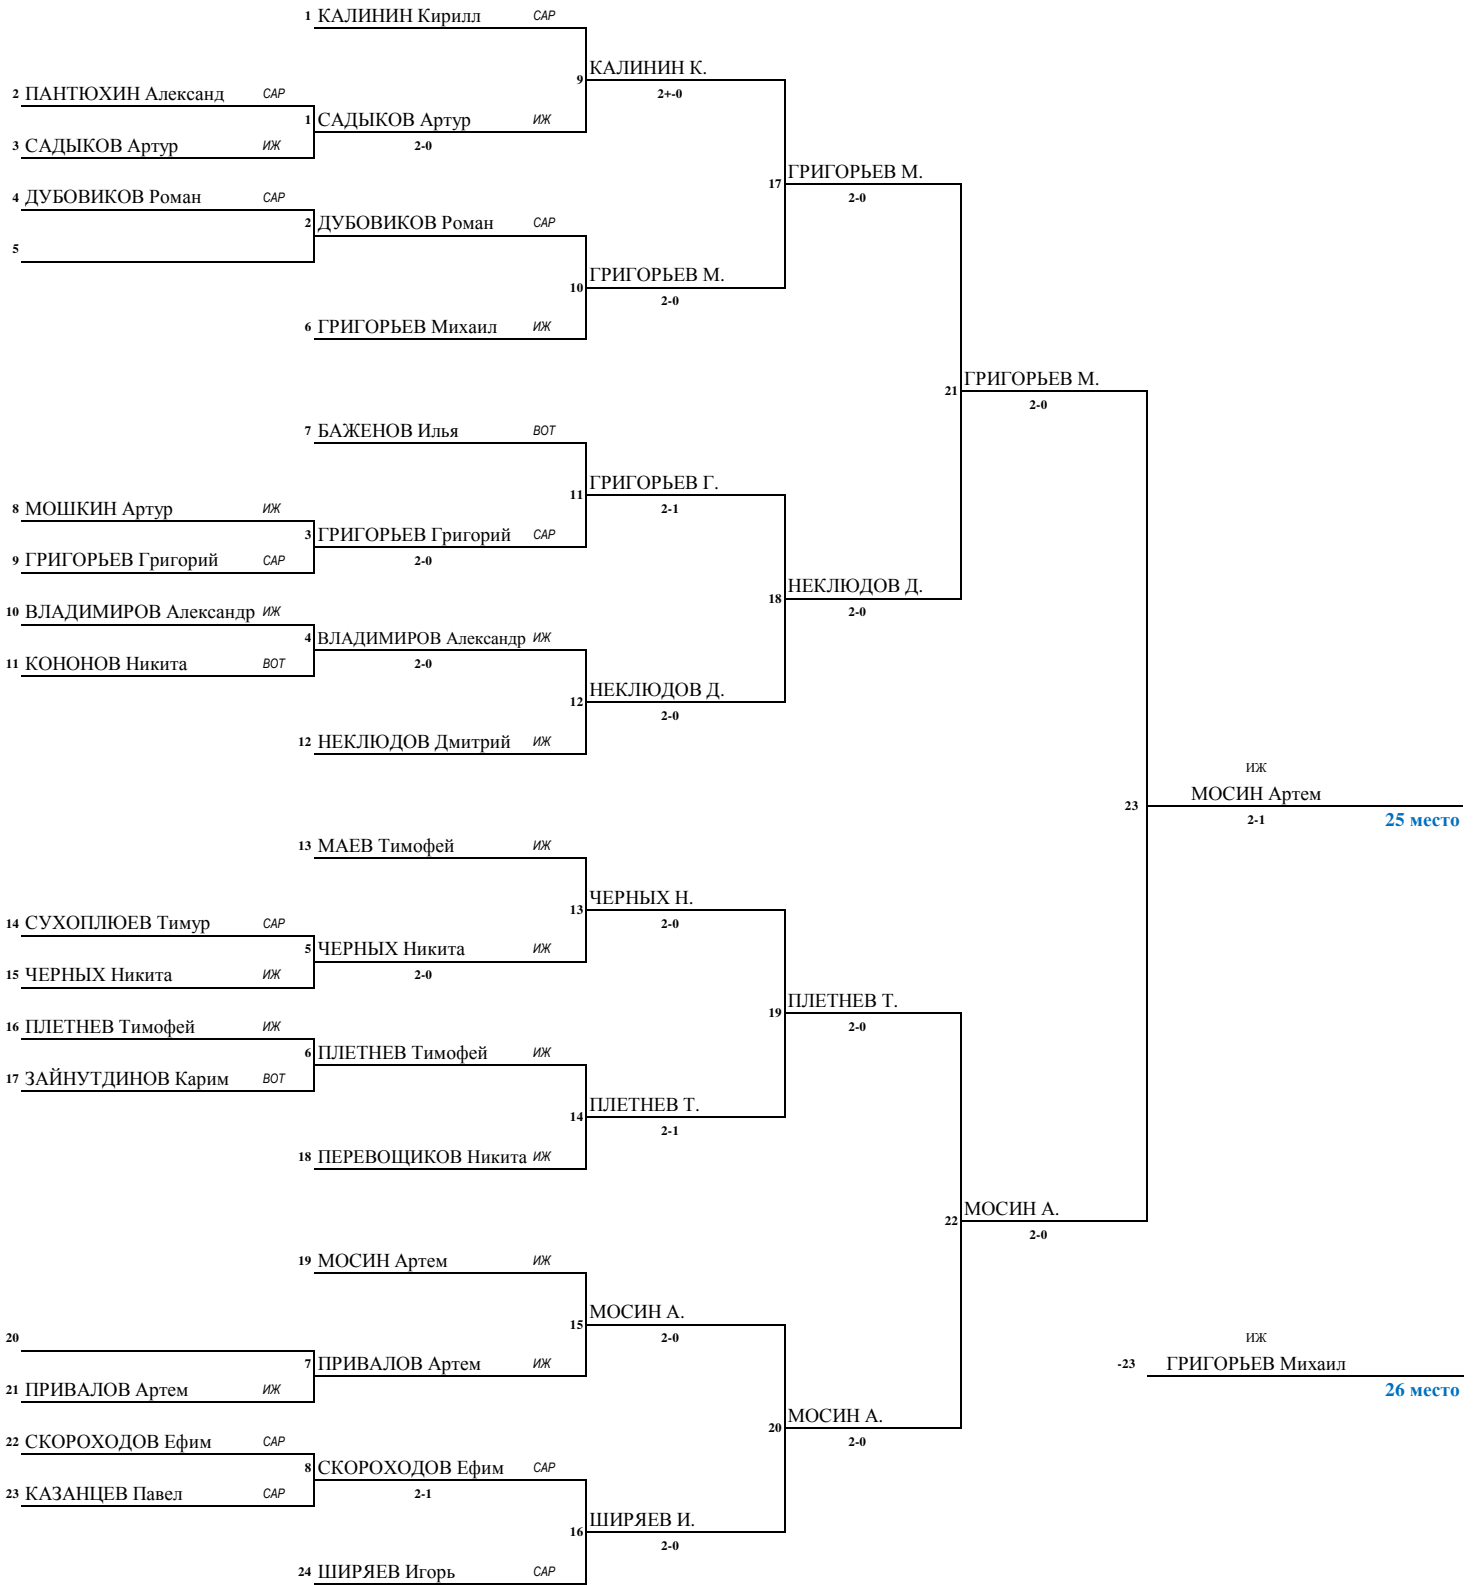 1 КАЛИНИН Кирилл САР
КАЛИНИН К.
9
2+-0
2 ПАНТЮХИН Александ САР
1 САДЫКОВ Артур ИЖ
2-0
3 САДЫКОВ Артур ИЖ
ГРИГОРЬЕВ М.
17
2-0
4 ДУБОВИКОВ Роман САР
2 ДУБОВИКОВ Роман САР
5
ГРИГОРЬЕВ М.
10
2-0
6 ГРИГОРЬЕВ Михаил ИЖ
ГРИГОРЬЕВ М.
21
2-0
7 БАЖЕНОВ Илья ВОТ
ГРИГОРЬЕВ Г.
11
2-1
8 МОШКИН Артур ИЖ
3 ГРИГОРЬЕВ Григорий САР
2-0
9 ГРИГОРЬЕВ Григорий САР
НЕКЛЮДОВ Д.
18
2-0
10 ВЛАДИМИРОВ Александр ИЖ
4 ВЛАДИМИРОВ Александр ИЖ
2-0
11 КОНОНОВ Никита ВОТ
НЕКЛЮДОВ Д.
12
2-0
12 НЕКЛЮДОВ Дмитрий ИЖ
ИЖ
МОСИН Артем
23
2-1
25 место
13 МАЕВ Тимофей ИЖ
ЧЕРНЫХ Н.
13
2-0
14 СУХОПЛЮЕВ Тимур САР
5 ЧЕРНЫХ Никита ИЖ
2-0
15 ЧЕРНЫХ Никита ИЖ
ПЛЕТНЕВ Т.
19
2-0
16 ПЛЕТНЕВ Тимофей ИЖ
6 ПЛЕТНЕВ Тимофей ИЖ
17 ЗАЙНУТДИНОВ Карим ВОТ
ПЛЕТНЕВ Т.
14
2-1
18 ПЕРЕВОЩИКОВ Никита ИЖ
МОСИН А.
22
2-0
19 МОСИН Артем ИЖ
МОСИН А.
15
2-0
20
7 ПРИВАЛОВ Артем ИЖ
21 ПРИВАЛОВ Артем ИЖ
ИЖ
-23 ГРИГОРЬЕВ Михаил
26 место
МОСИН А.
20
2-0
22 СКОРОХОДОВ Ефим САР
8 СКОРОХОДОВ Ефим САР
2-1
23 КАЗАНЦЕВ Павел САР
ШИРЯЕВ И.
16
2-0
24 ШИРЯЕВ Игорь САР